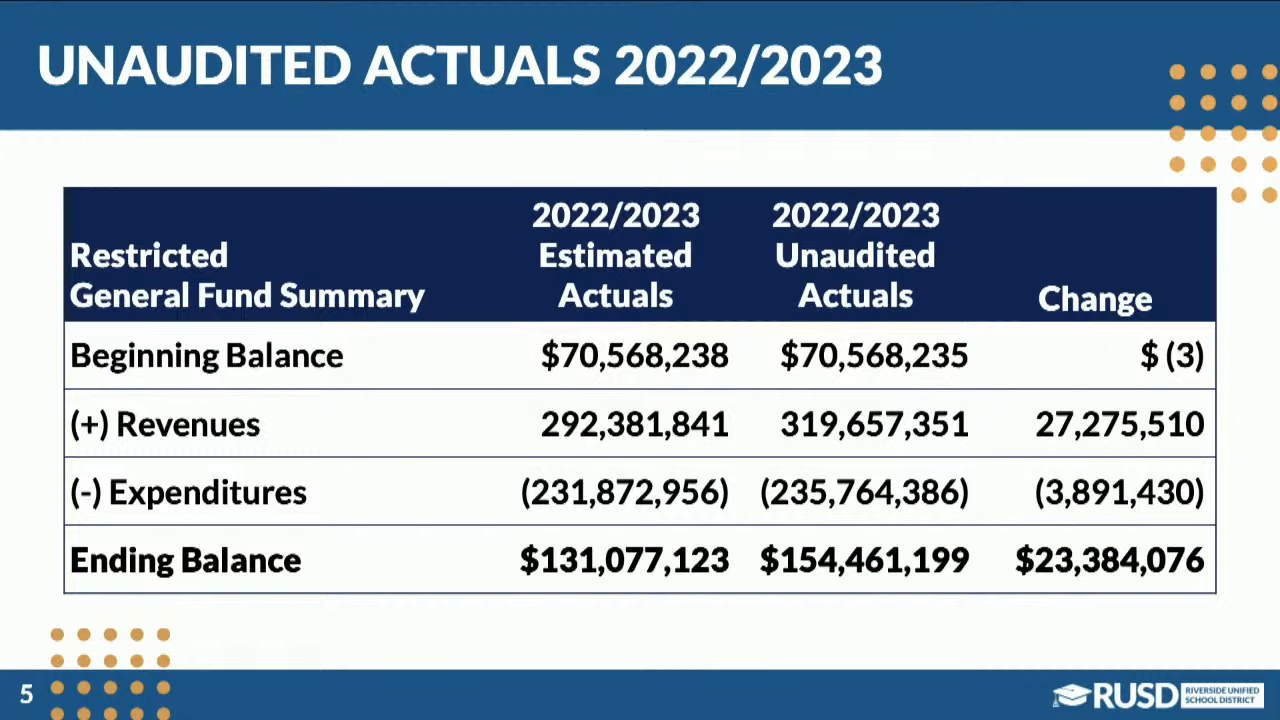 UNAUDITED ACTUALS 2022/2023
Restricted
General Fund Summary
2022/2023
Estimated
Actuals
2022/2023
Unaudited
Actuals
Change
Beginning Balance $70,568,238 $70,568,235 $ (3)
(+) Revenues 292,381,841 319,657,351 27,275,510
(-) Expenditures (231,872,956) (235,764,386) (3,891,430)
Ending Balance $131,077,123 $154,461,199 $23,384,076
5
RUSD
RIVERSIDE UNIFIED
SCHOOL DISTRICT